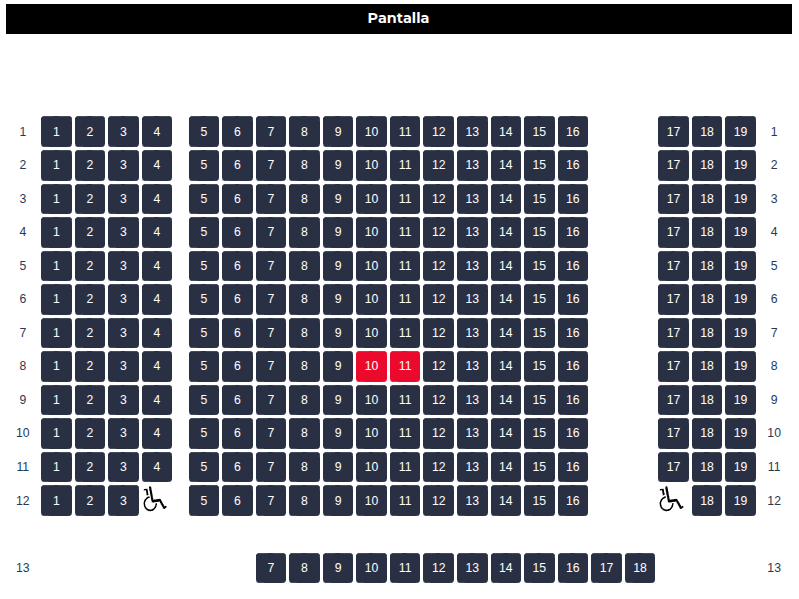 Pantalla
1 1 2 3 4 5 6 7 8 9 10 11 12 13 14 15 16 17 18 19 1
2 1 2 3 4 5 6 7 8 9 10 11 12 13 14 15 16 17 18 19 2
3 1 2 3 4 5 6 7 8 9 10 11 12 13 14 15 16 17 18 19 3
4 1 2 3 4 5 6 7 8 9 10 11 12 13 14 15 16 17 18 19 4
5 1 2 3 4 5 6 7 8 9 10 11 12 13 14 15 16 17 18 19 5
6 1 2 3 4 5 6 7 8 9 10 11 12 13 14 15 16 17 18 19 6
7 1 2 3 4 5 6 7 8 9 10 11 12 13 14 15 16 17 18 19 7
8 1 2 3 4 5 6 7 8 9 10 11 12 13 14 15 16 17 18 19 8
9 1 2 3 4 5 6 7 8 9 10 11 12 13 14 15 16 17 18 19 9
10 1 2 3 4 5 6 7 8 9 10 11 12 13 14 15 16 17 18 19 10
11 1 2 3 4 5 6 7 8 9 10 11 12 13 14 15 16 17 18 19 11
12 1 2 3 5 6 7 8 9 10 11 12 13 14 15 16 18 19 12
13 7 8 9 10 11 12 13 14 15 16 17 18 13